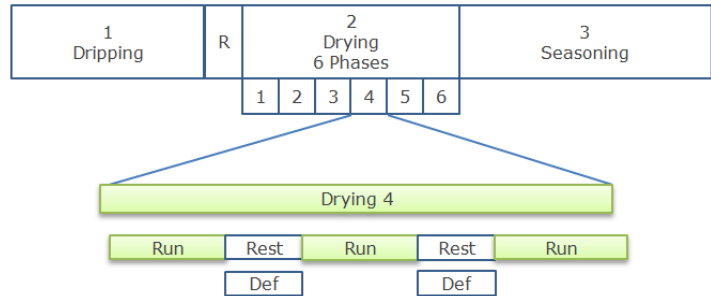 1
Dripping
R
2
Drying
6 Phases
3
Seasoning
1 2 3 4 5 6
Drying 4
Run Rest Run Rest Run
Def Def